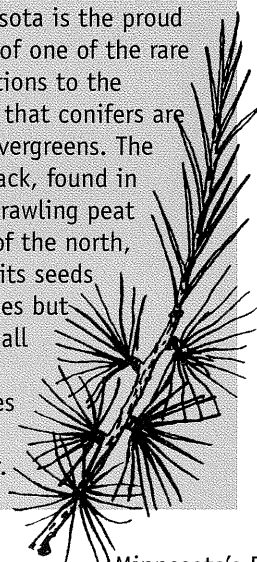 sota is the proud
of one of the rare
tions to the
that conifers are
vergreens. The
ack, found in
rawling peat
of the north,
its seeds
es but
all
es
.
Minnesota's